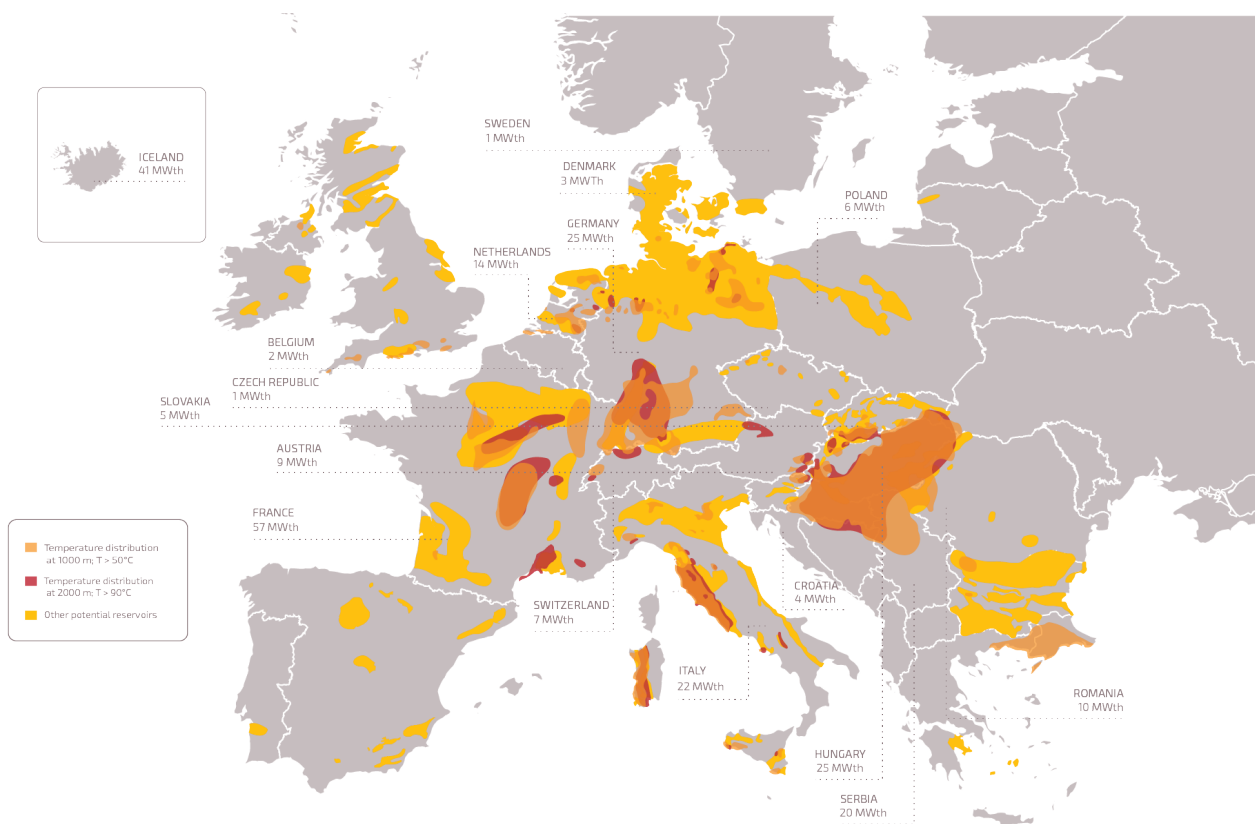 SWEDEN
1 MWth
ICELAND
41 MWth
DENMARK
3 MWTh
POLAND
6 MWth
GERMANY
25 MWth
NETHERLANDS
14 MWth
BELGIUM
2 MWth
CZECH REPUBLIC
1 MWth
SLOVAKIA
5 MWth
AUSTRIA
9 MWth
FRANCE
57 MWth
Temperature distribution
at 1000 m; T > 50°C
Temperature distribution
at 2000 m; T > 90°C
Other potential reservoirs
SWITZERLAND
7 MWth
CROATIA
4 MWth
ITALY
22 MWth
ROMANIA
10 MWth
HUNGARY
25 MWth
SERBIA
20 MWth